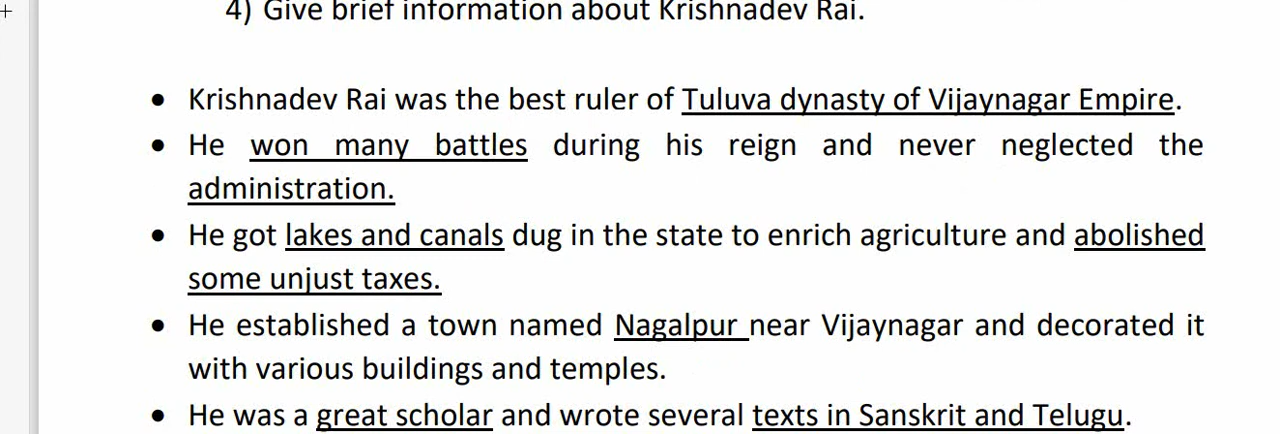 4) Give brief information about Krishnadev Rai.
• Krishnadev Rai was the best ruler of Tuluva dynasty of Vijaynagar Empire.
• He won many battles during his reign and never neglected the
administration.
• He got lakes and canals dug in the state to enrich agriculture and abolished
some unjust taxes.
• He established a town named Nagalpur near Vijaynagar and decorated it
with various buildings and temples.
• He was a great scholar and wrote several texts in Sanskrit and Telugu.